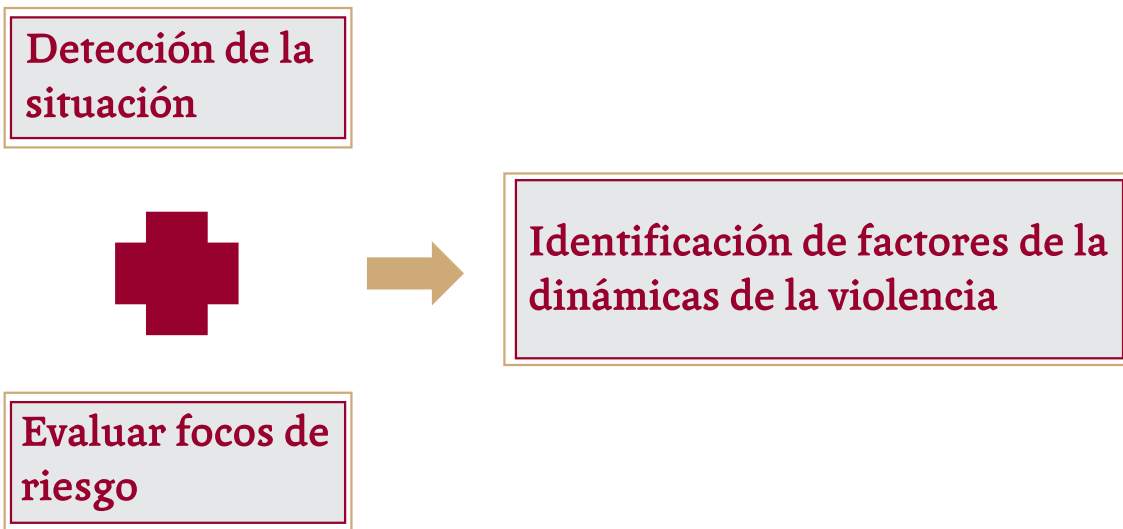 Detección de la
situación
Identificación de factores de la
dinámicas de la violencia
Evaluar focos de
riesgo